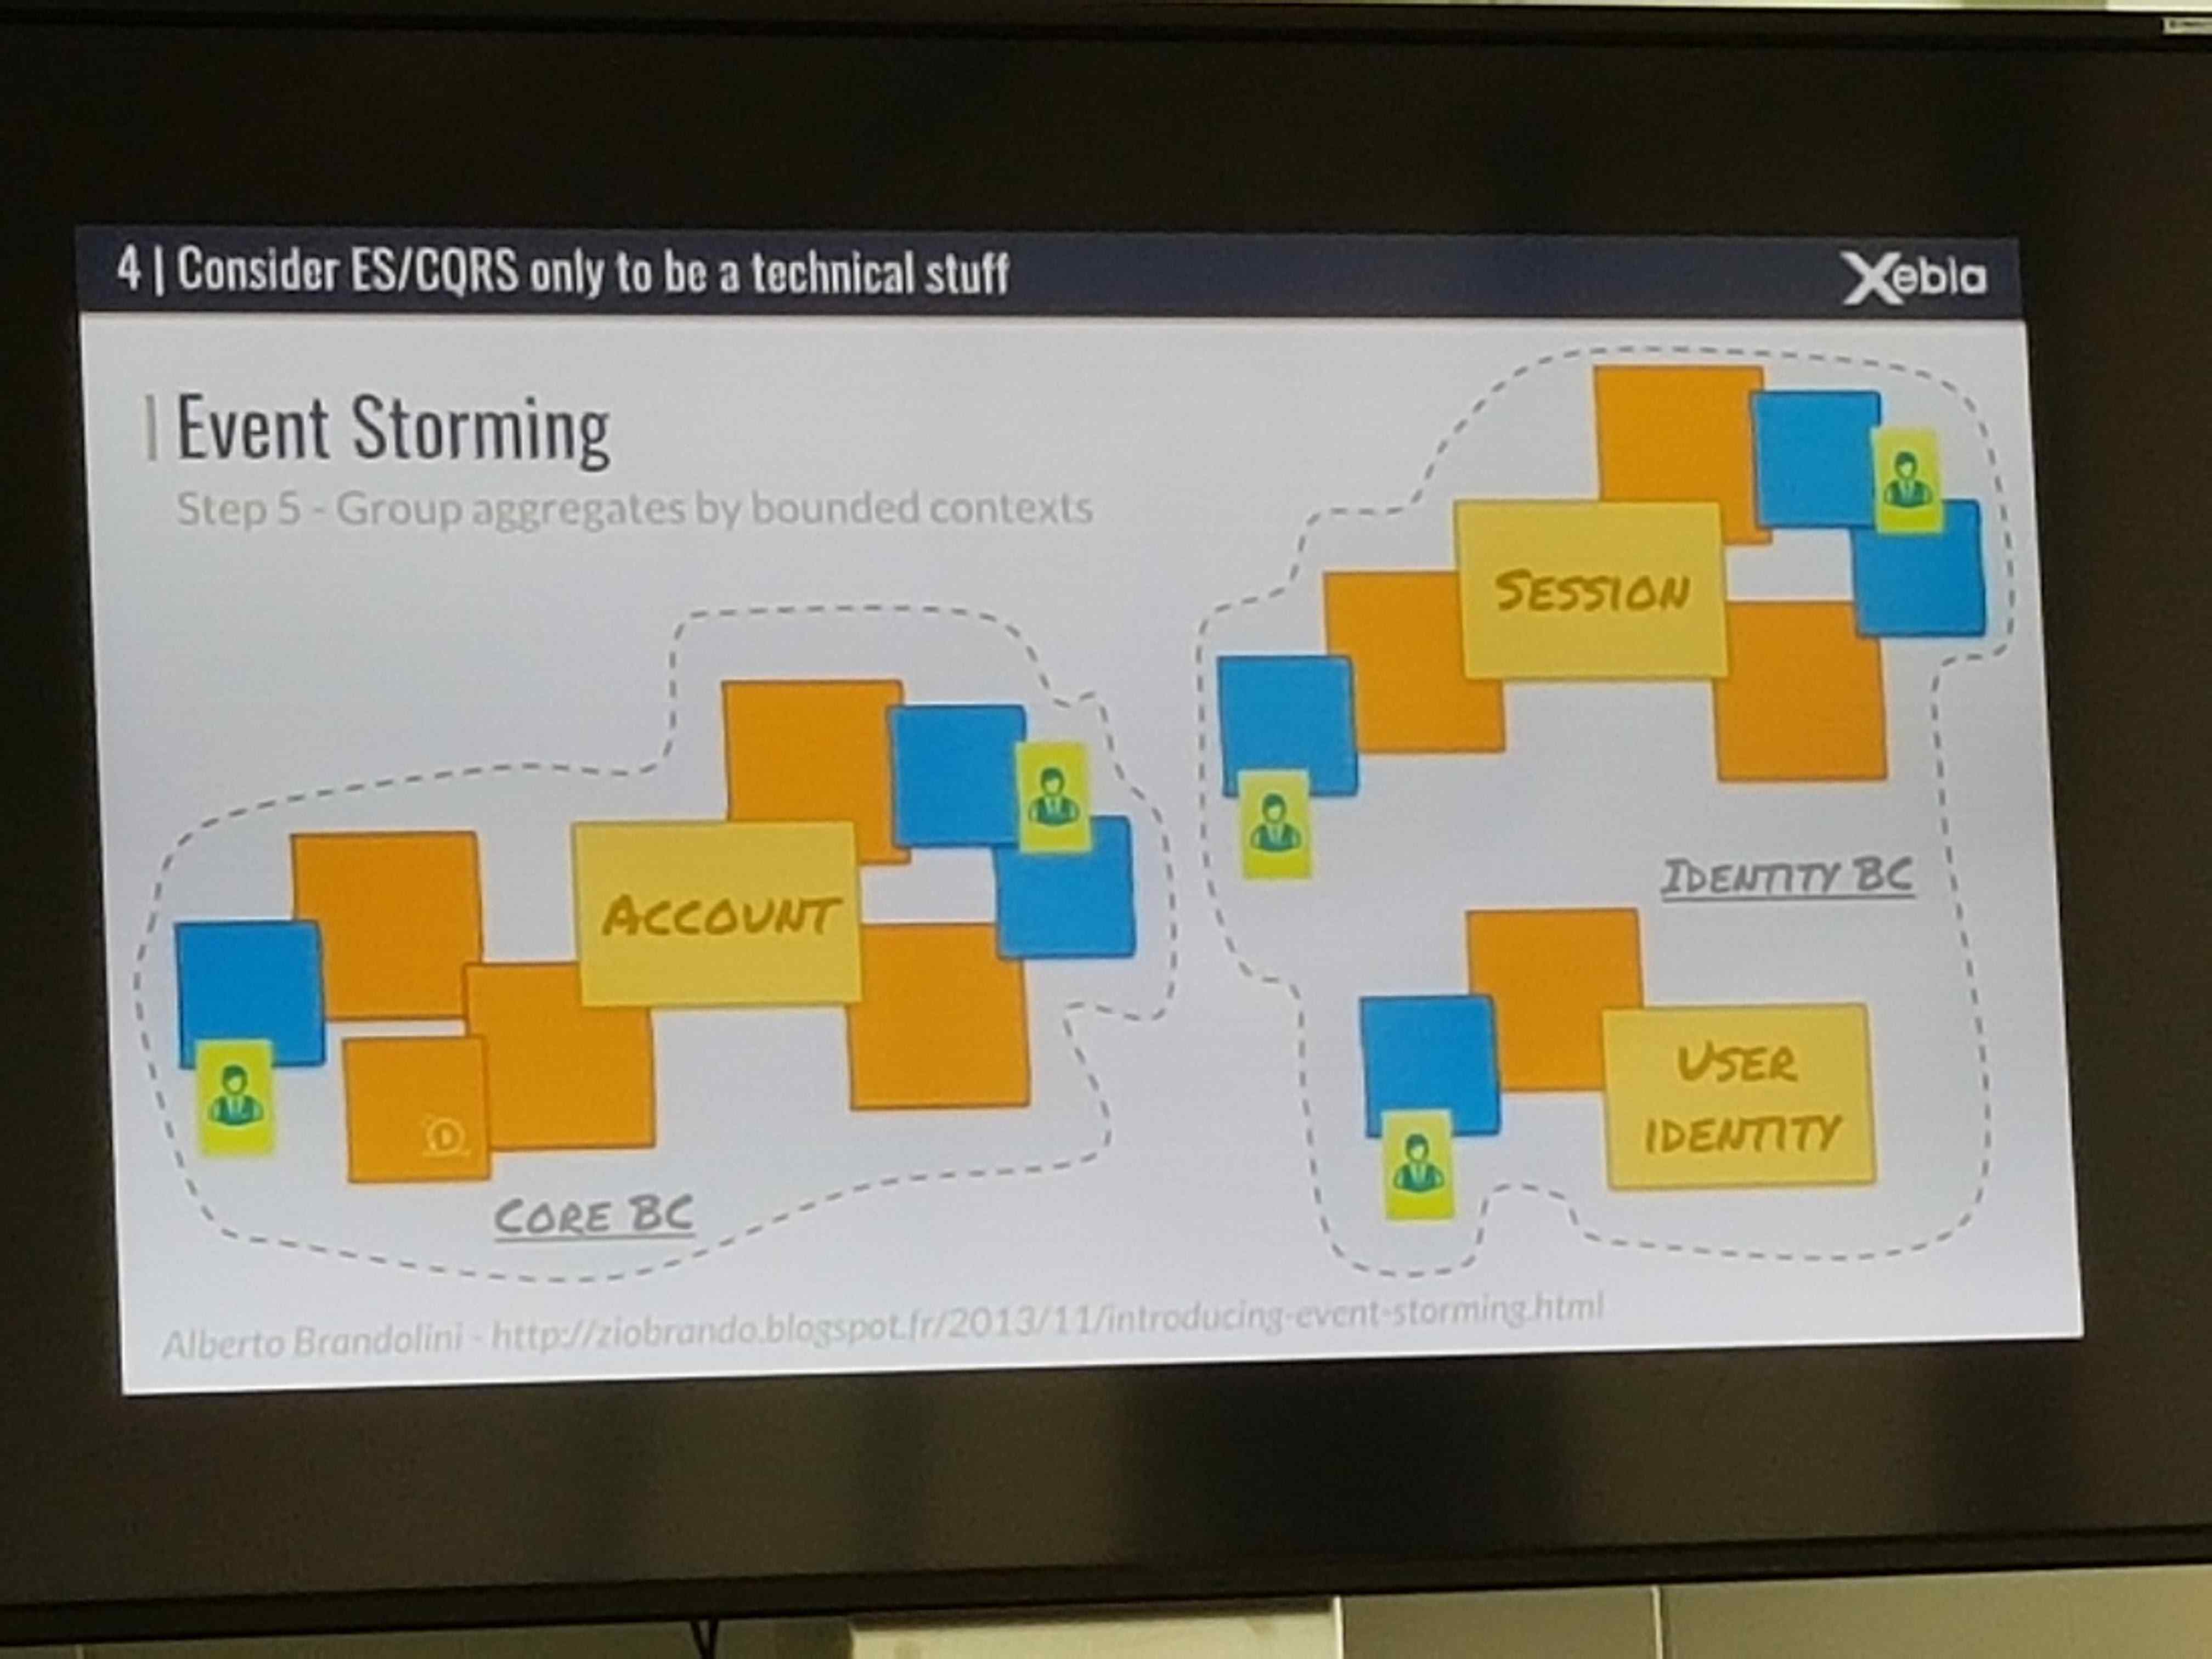 4 | Consider ES/CQRS only to be a technical stuff
Xebia
Event Storming
Step 5 - Group aggregates by bounded contexts
SESSION
ACCOUNT
IDENTITY BC
USER
IDENTITY
D
CORE BC
Alberto Brandolini - http://ziobrando.blogspot.fr/2013/11/introducing-event-storming.html